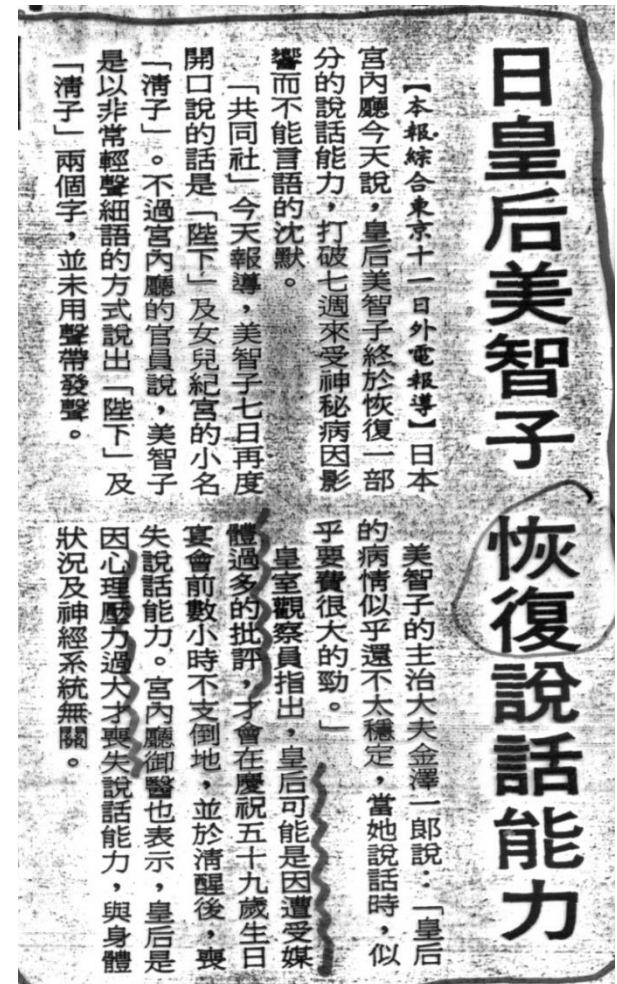 日皇后美智子 恢復說話能力
【本報綜合東京十一日外電報導】日本
宮內廳今天說，皇后美智子終於恢復一部
分的說話能力，打破七週來受神秘病因影
響而不能言語的沈默。
「共同社」今天報導，美智子七日再度
開口說的話是「陛下」及女兒紀宮的小名
「清子」。不過宮內廳的官員說，美智子
是以非常輕聲細語的方式說出「陛下」及
「清子」兩個字，並未用聲帶發聲。
美智子的主治大夫金澤一郎說：「皇后
的病情似乎還不太穩定，當她說話時，似
乎要費很大的勁。」
皇室觀察員指出，皇后可能是因遭受媒
體過多的批評，才會在慶祝五十九歲生日
宴會前數小時不支倒地，並於清醒後，喪
失說話能力。宮內廳御醫也表示，皇后是
因心理壓力過大才喪失說話能力，與身體
狀況及神經系統無關。